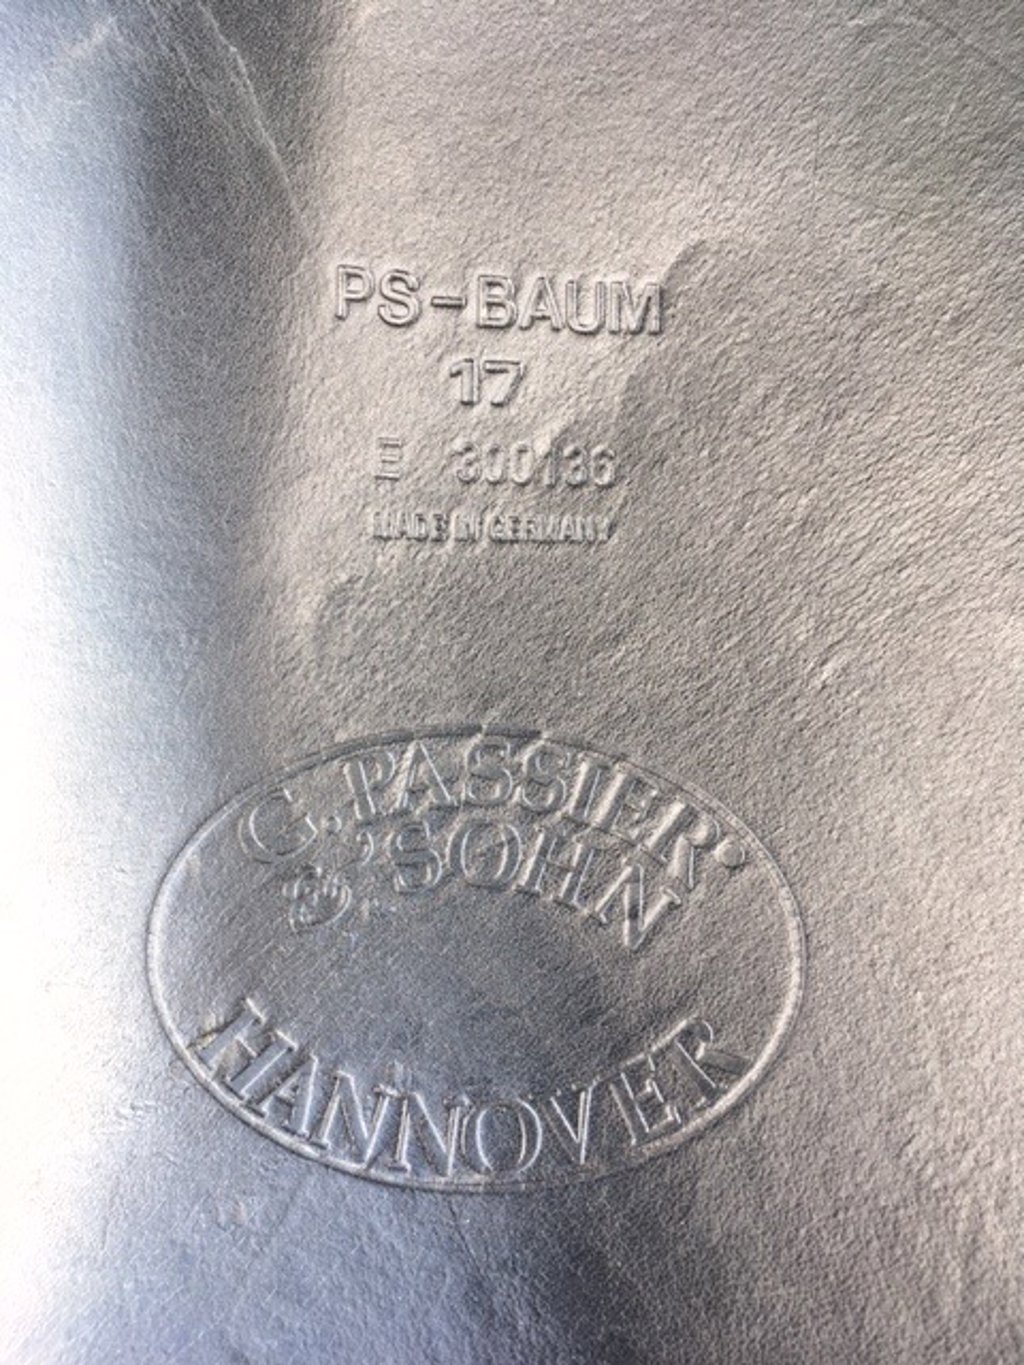 PS-BAUM
17
E 300136
MADE IN GERMANY
G. PASSIER
& SOHN
HANNOVER